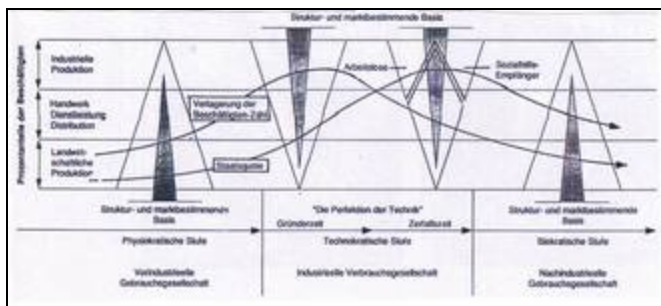 Struktur- und marktbestimmende Basis
Prozentanteile der Beschäftigten
Industrielle
Produktion
Handwerk
Dienstleistung
Distribution
Landwirt-
schaftliche
Produktion
Arbeitslose
Sozialhilfe-
Empfänger
Verlagerung der
Beschäftigten-Zahl
Staatsquote
Struktur- und marktbestimmende
Basis
"Die Perfektion der Technik"
Gründerzeit
Zerfallszeit
Struktur- und marktbestimmende
Basis
Physiokratische Stufe
Technokratische Stufe
Biokratische Stufe
Vorindustrielle
Gebrauchsgesellschaft
Industrielle Verbrauchsgesellschaft
Nachindustrielle
Gebrauchsgesellschaft